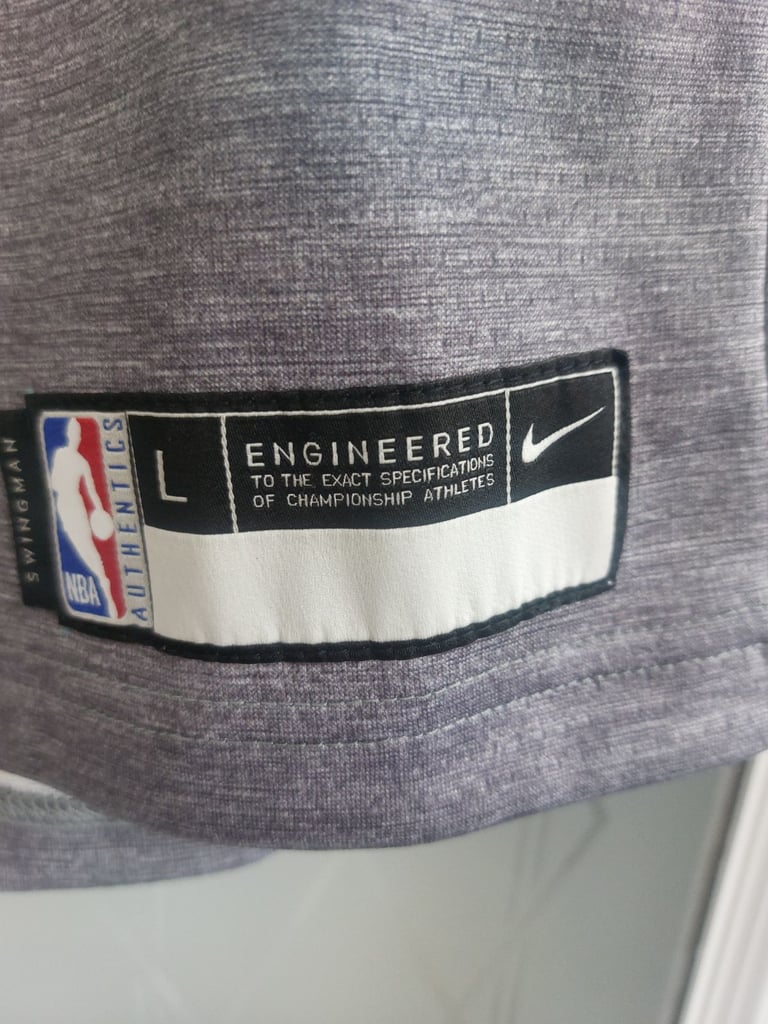 SWINGMAN
NBA
AUTHENTICS
L
ENGINEERED
TO THE EXACT SPECIFICATIONS
OF CHAMPIONSHIP ATHLETES